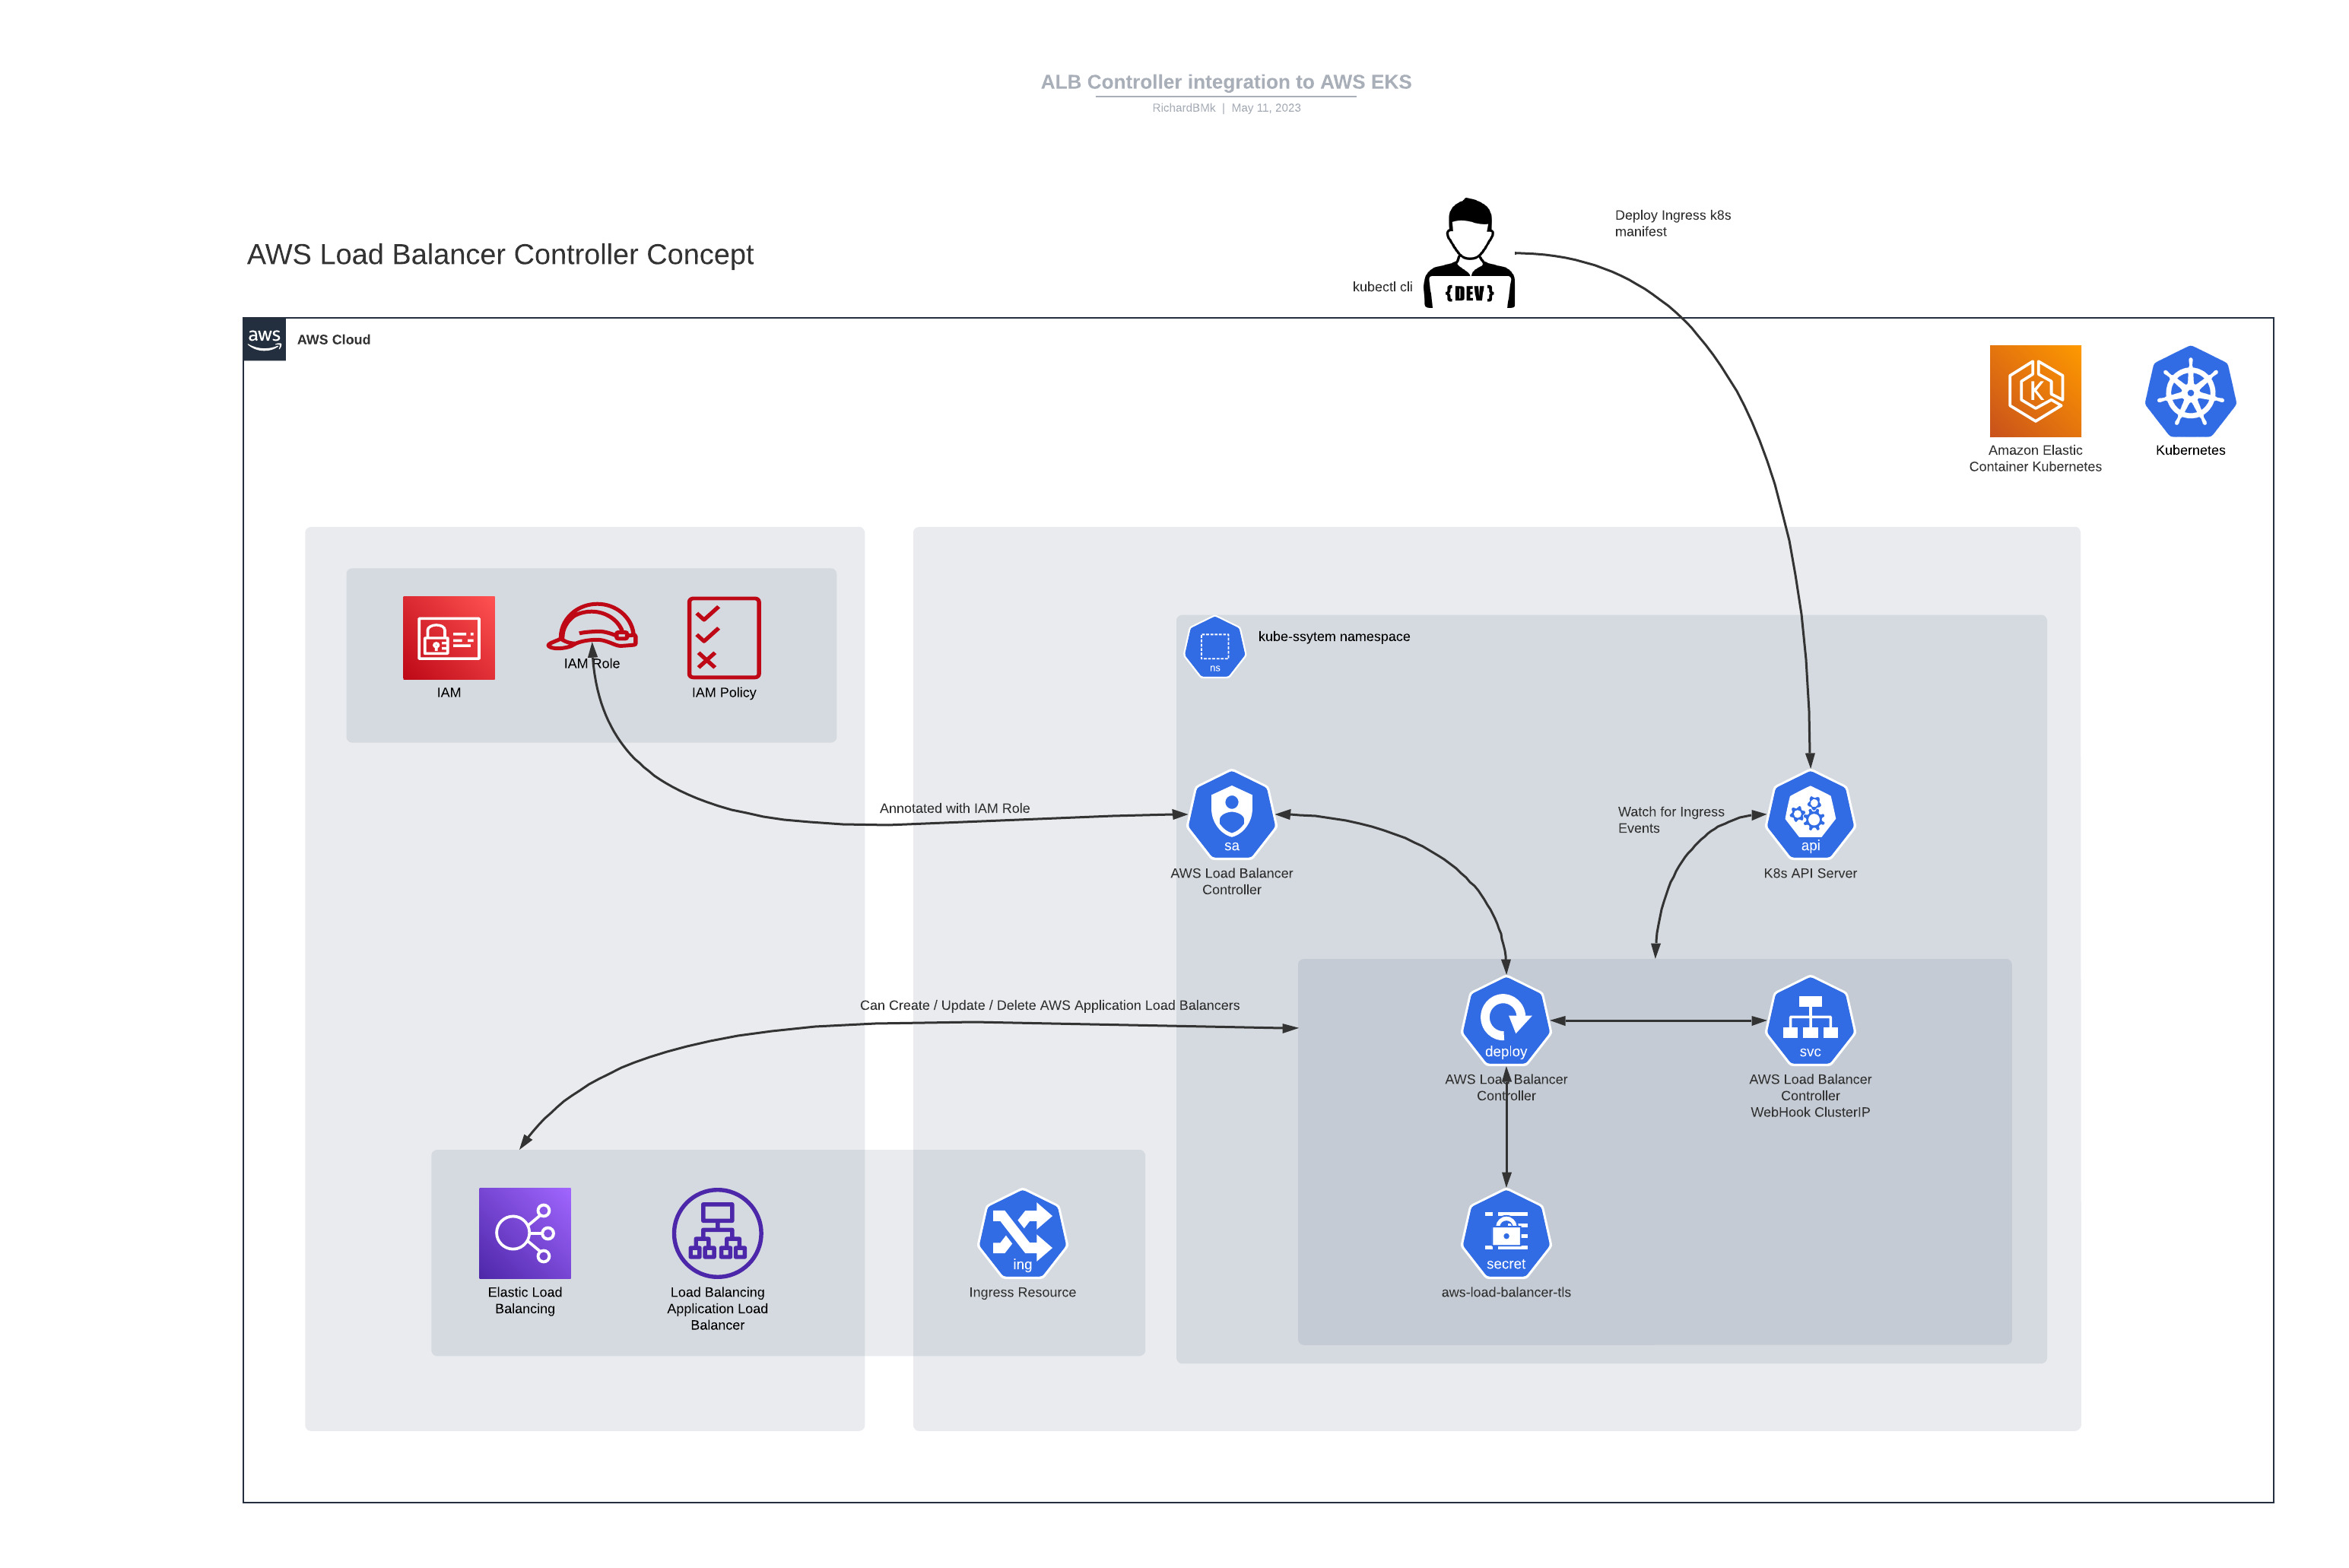 ALB Controller integration to AWS EKS
RichardBMk | May 11, 2023
Deploy Ingress k8s
manifest
AWS Load Balancer Controller Concept
kubectl cli
{DEV}
aws
AWS Cloud
K
Amazon Elastic
Container Kubernetes
Kubernetes
IAM
IAM Role
IAM Policy
ns
kube-ssytem namespace
Annotated with IAM Role
sa
AWS Load Balancer
Controller
Watch for Ingress
Events
api
K8s API Server
Can Create / Update / Delete AWS Application Load Balancers
deploy
AWS Load Balancer
Controller
svc
AWS Load Balancer
Controller
WebHook ClusterIP
Elastic Load
Balancing
Load Balancing
Application Load
Balancer
ing
Ingress Resource
secret
aws-load-balancer-tls